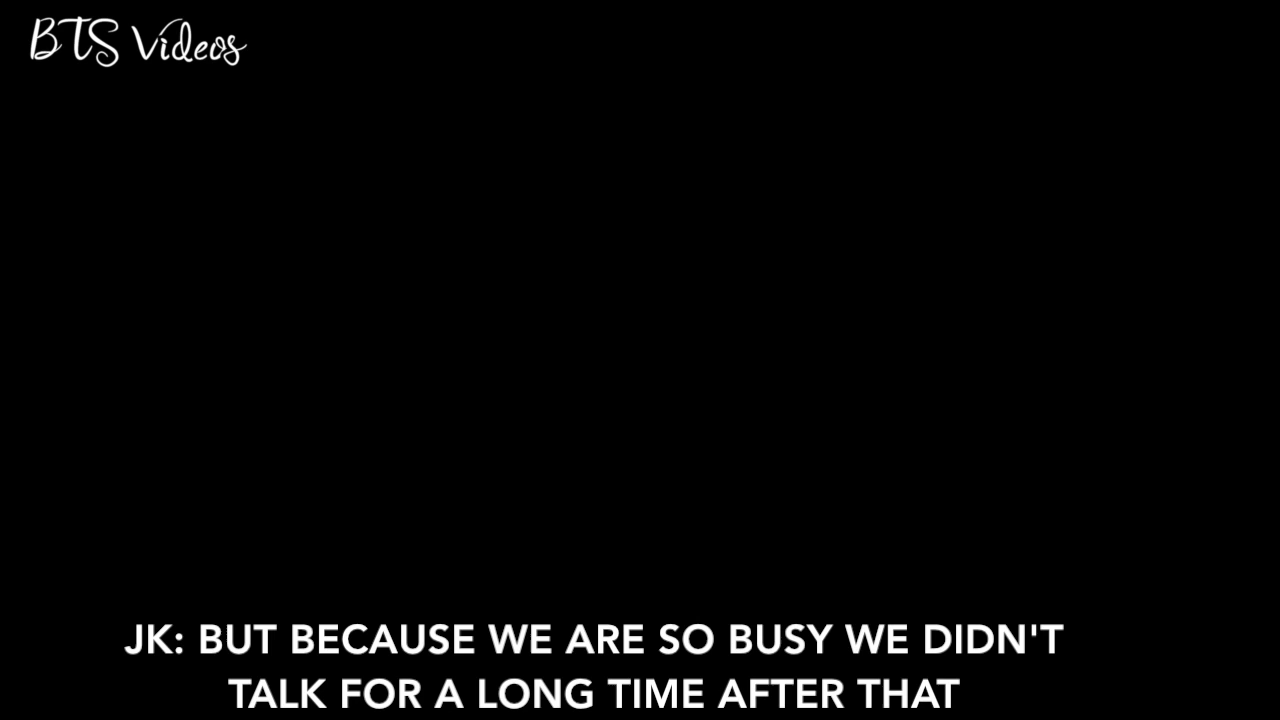 BTS Videos
JK: BUT BECAUSE WE ARE SO BUSY WE DIDN'T
TALK FOR A LONG TIME AFTER THAT